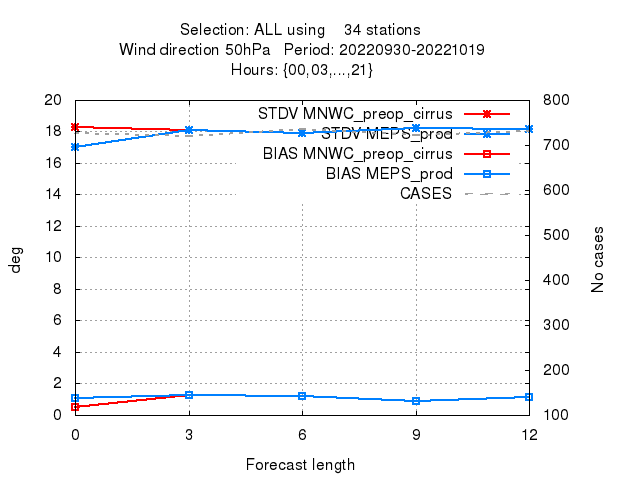 Selection: ALL using 34 stations
Wind direction 50hPa Period: 20220930-20221019
Hours: {00,03,...,21}
STDV MNWC_preop_cirrus
STDV MEPS_prod
BIAS MNWC_preop_cirrus
BIAS MEPS_prod
CASES
20
18
16
14
12
10
8
6
4
2
0
deg
800
700
600
500
400
300
200
100
No cases
0 3 6 9 12
Forecast length